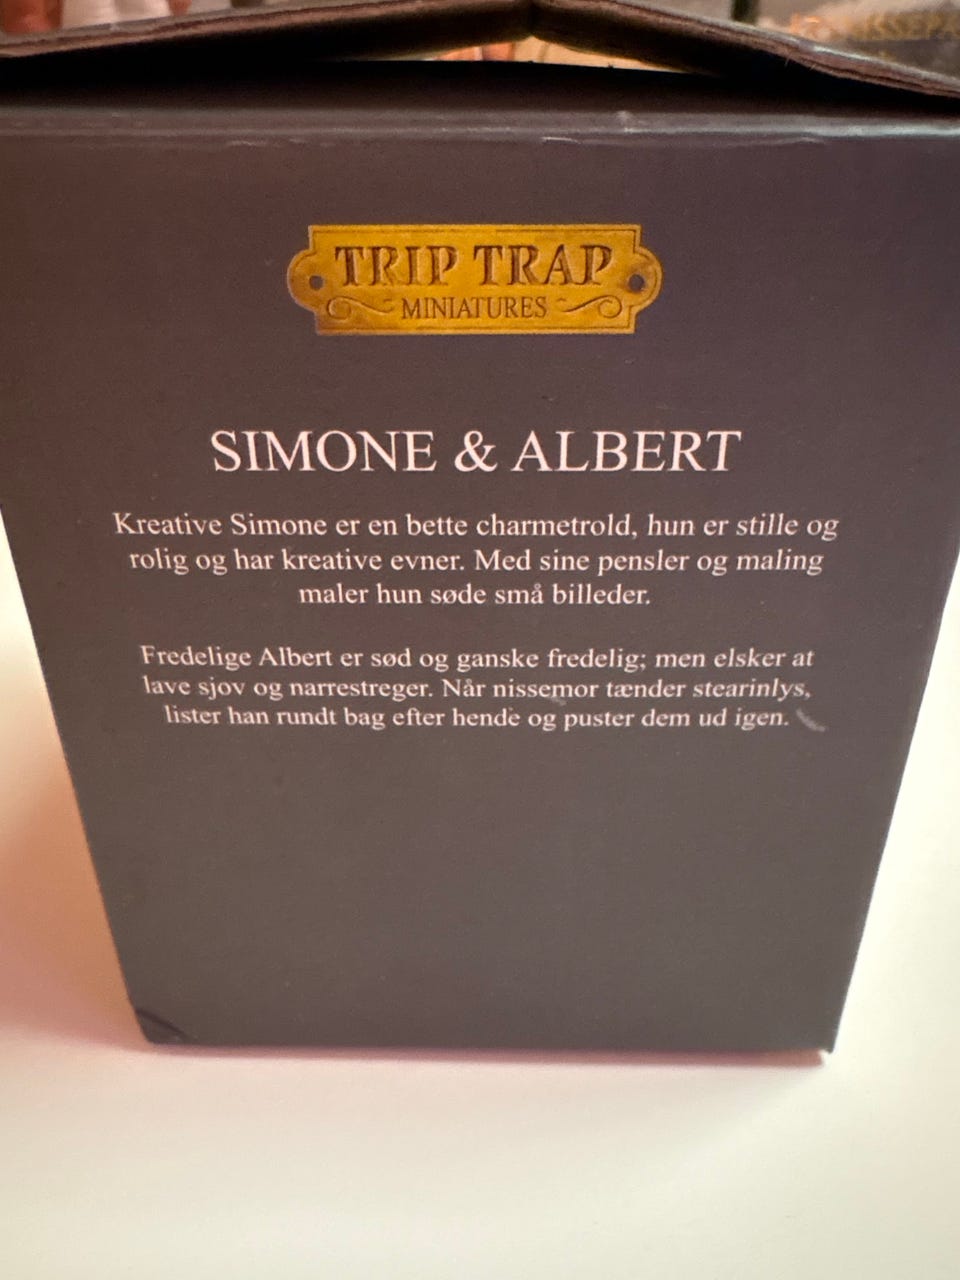 TRIP TRAP
MINIATURES
SIMONE & ALBERT
Kreative Simone er en bette charmetrold, hun er stille og
rolig og har kreative evner. Med sine pensler og maling
maler hun søde små billeder.
Fredelige Albert er sød og ganske fredelig; men elsker at
lave sjov og narrestreger. Når nissemor tænder stearinlys,
lister han rundt bag efter hende og puster dem ud igen.